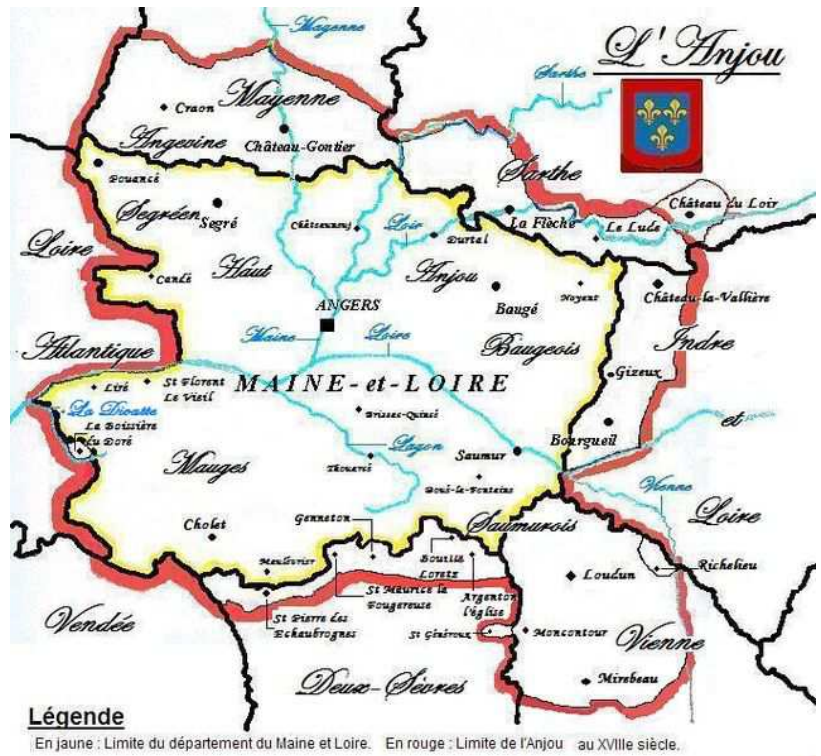 L'Anjou
Mayenne
Sarthe
Craon
Mayenne
Angevine
Château-Gontier
Sarthe
Pouancé
Segréen
Segré
Châteauneuf
Loir
Durtal
La Flèche
Le Lude
Château du Loir
Loire
Candé
Haut
Anjou
Baugé
Noyent
Château-la-Vallière
Indre
ANGERS
Maine
Loire
Baugeois
Gizeux
Atlantique
Liré
St Florent
Le Vieil
MAINE-et-LOIRE
Brissac-Quincé
Bourgueil
et
La Divatte
La Boissière
du Doré
Mauges
Thouarcé
Layon
Saumur
Doué-la-Fontaine
Vienne
Loire
Cholet
Genneton
Saumurois
Maulévrier
Bouillé
Loretz
Loudun
Richelieu
St Maurice la
Fougereuse
Argenton
l'église
Vendée
St Pierre des
Echaubrognes
St Généroux
Moncontour
Vienne
Deux-Sèvres
Mirebeau
Légende
En jaune : Limite du département du Maine et Loire. En rouge : Limite de l'Anjou au XVIIIe siècle.